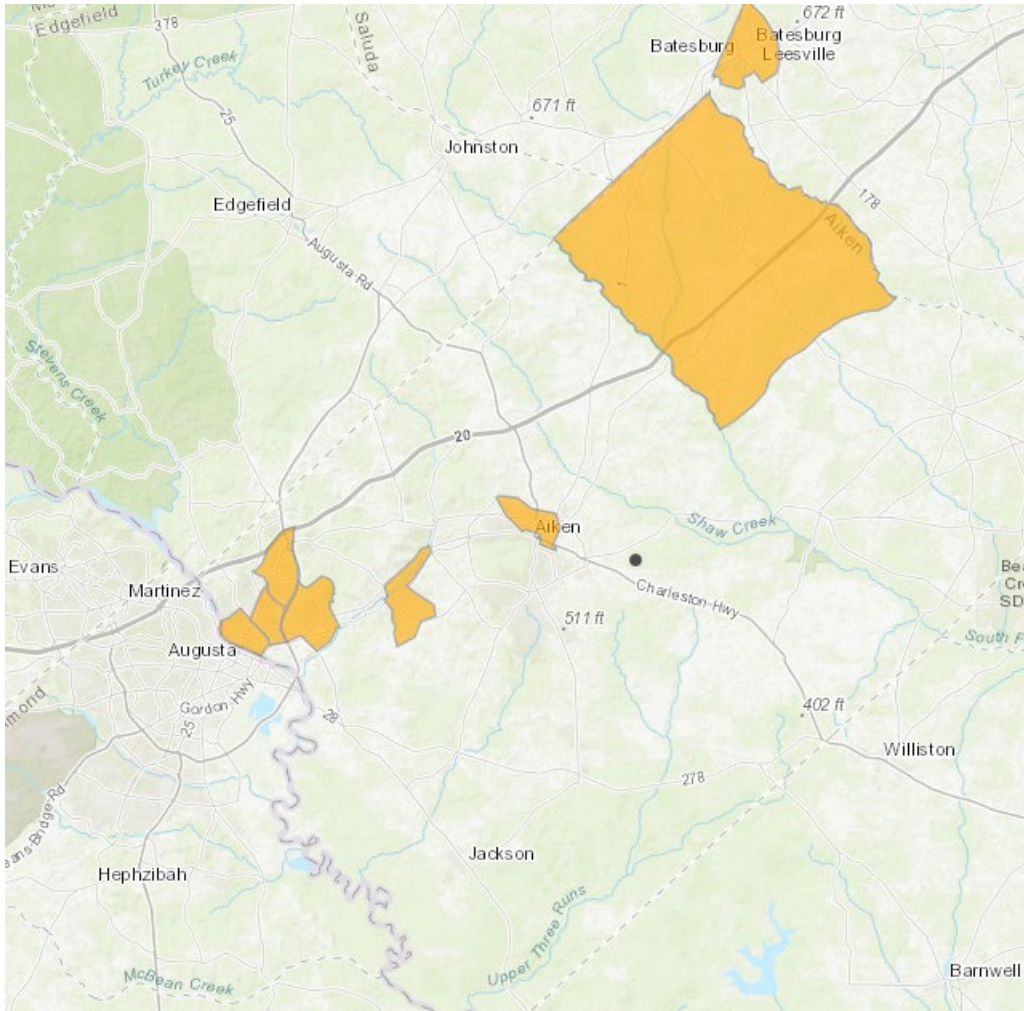 Edgefield
378
Saluda
672 ft
Batesburg
Batesburg
Leesville
Turkey Creek
25
671 ft
Johnston
178
Edgefield
Aiken
Augusta Rd
1
Stevens Creek
20
Aiken
Shaw Creek
Evans
Martinez
Charleston-Hwy
511 ft
Augusta
Gordon Hwy
28
25
402 ft
Williston
278
Jackson
Hephzibah
Upper Three Runs
McBean Creek
Barnwell